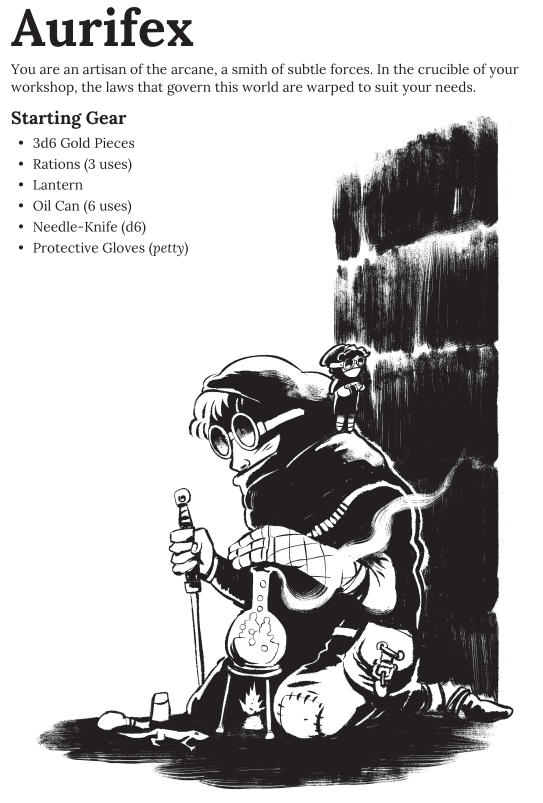 Aurifex
You are an artisan of the arcane, a smith of subtle forces. In the crucible of your
workshop, the laws that govern this world are warped to suit your needs.
Starting Gear
• 3d6 Gold Pieces
• Rations (3 uses)
• Lantern
• Oil Can (6 uses)
• Needle-Knife (d6)
• Protective Gloves (petty)